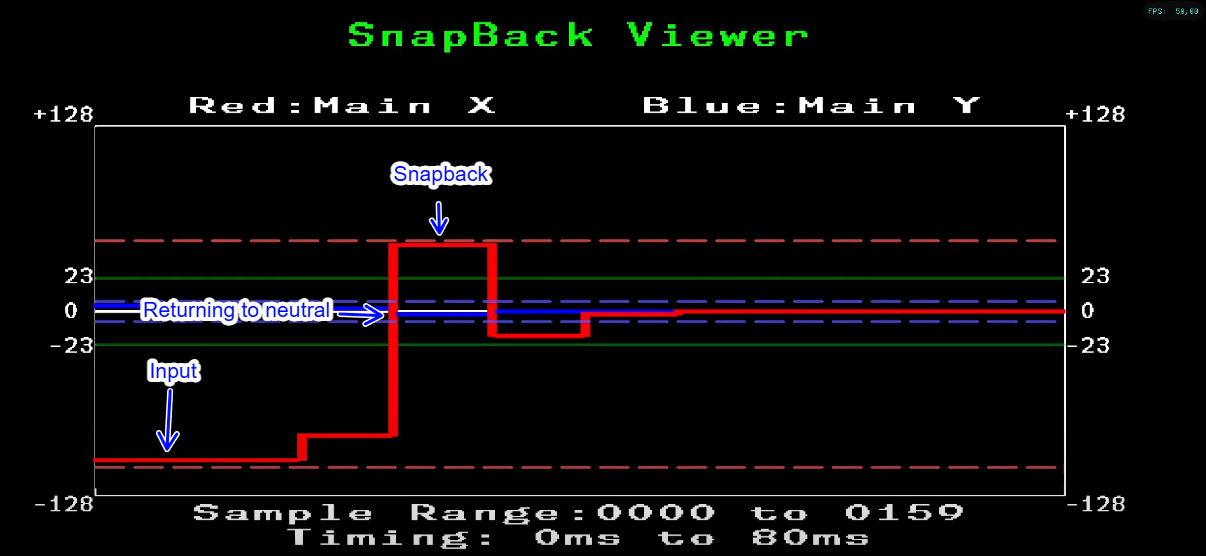 FPS: 59,89
SnapBack Viewer
Red:Main X Blue:Main Y
+128 +128
Snapback
23 23
0 Returning to neutral 0
-23 -23
Input
-128 -128
Sample Range:0000 to 0159
Timing: 0ms to 80ms